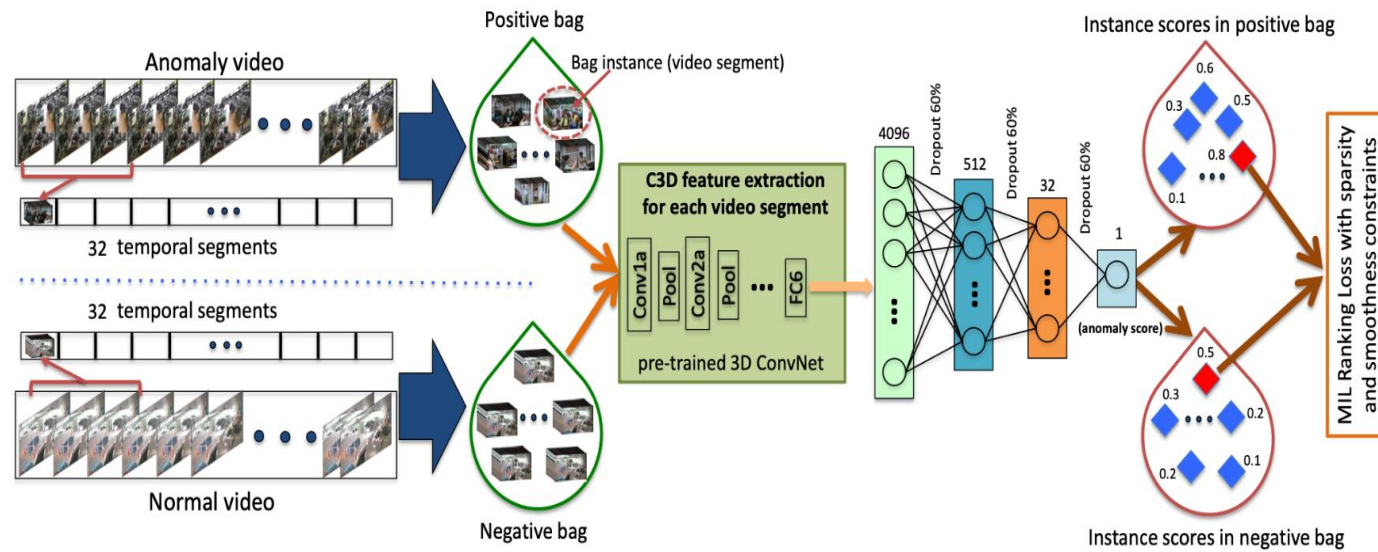 Anomaly video
32 temporal segments
32 temporal segments
Normal video
Positive bag
Bag instance (video segment)
Negative bag
C3D feature extraction
for each video segment
Conv1a
Pool
Conv2a
Pool
FC6
pre-trained 3D ConvNet
4096
Dropout 60%
512
Dropout 60%
32
Dropout 60%
1
(anomaly score)
Instance scores in positive bag
0.6
0.3
0.5
0.8
0.1
0.5
0.3
0.2
0.2
0.1
Instance scores in negative bag
MIL Ranking Loss with sparsity
and smoothness constraints